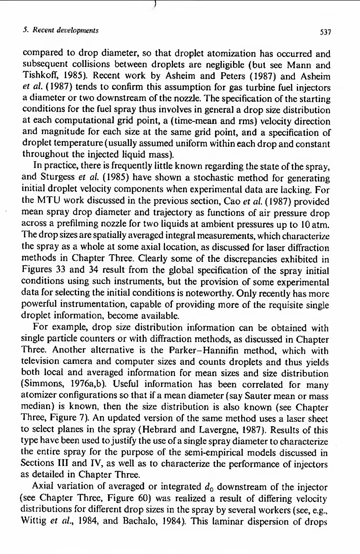 5. Recent developments 537
compared to drop diameter, so that droplet atomization has occurred and
subsequent collisions between droplets are negligible (but see Mann and
Tishkoff, 1985). Recent work by Asheim and Peters (1987) and Asheim
et al. (1987) tends to confirm this assumption for gas turbine fuel injectors
a diameter or two downstream of the nozzle. The specification of the starting
conditions for the fuel spray thus involves in general a drop size distribution
at each computational grid point, a (time-mean and rms) velocity direction
and magnitude for each size at the same grid point, and a specification of
droplet temperature (usually assumed uniform within each drop and constant
throughout the injected liquid mass).
In practice, there is frequently little known regarding the state of the spray,
and Sturgess et al. (1985) have shown a stochastic method for generating
initial droplet velocity components when experimental data are lacking. For
the MTU work discussed in the previous section, Cao et al. (1987) provided
mean spray drop diameter and trajectory as functions of air pressure drop
across a prefilming nozzle for two liquids at ambient pressures up to 10 atm.
The drop sizes are spatially averaged integral measurements, which characterize
the spray as a whole at some axial location, as discussed for laser diffraction
methods in Chapter Three. Clearly some of the discrepancies exhibited in
Figures 33 and 34 result from the global specification of the spray initial
conditions using such instruments, but the provision of some experimental
data for selecting the initial conditions is noteworthy. Only recently has more
powerful instrumentation, capable of providing more of the requisite single
droplet information, become available.
For example, drop size distribution information can be obtained with
single particle counters or with diffraction methods, as discussed in Chapter
Three. Another alternative is the Parker–Hannifin method, which with
television camera and computer sizes and counts droplets and thus yields
both local and averaged information for mean sizes and size distribution
(Simmons, 1976a,b). Useful information has been correlated for many
atomizer configurations so that if a mean diameter (say Sauter mean or mass
median) is known, then the size distribution is also known (see Chapter
Three, Figure 7). An updated version of the same method uses a laser sheet
to select planes in the spray (Hebrard and Lavergne, 1987). Results of this
type have been used to justify the use of a single spray diameter to characterize
the entire spray for the purpose of the semi-empirical models discussed in
Sections III and IV, as well as to characterize the performance of injectors
as detailed in Chapter Three.
Axial variation of averaged or integrated d₀ downstream of the injector
(see Chapter Three, Figure 60) was realized a result of differing velocity
distributions for different drop sizes in the spray by several workers (see, e.g.,
Wittig et al., 1984, and Bachalo, 1984). This laminar dispersion of drops